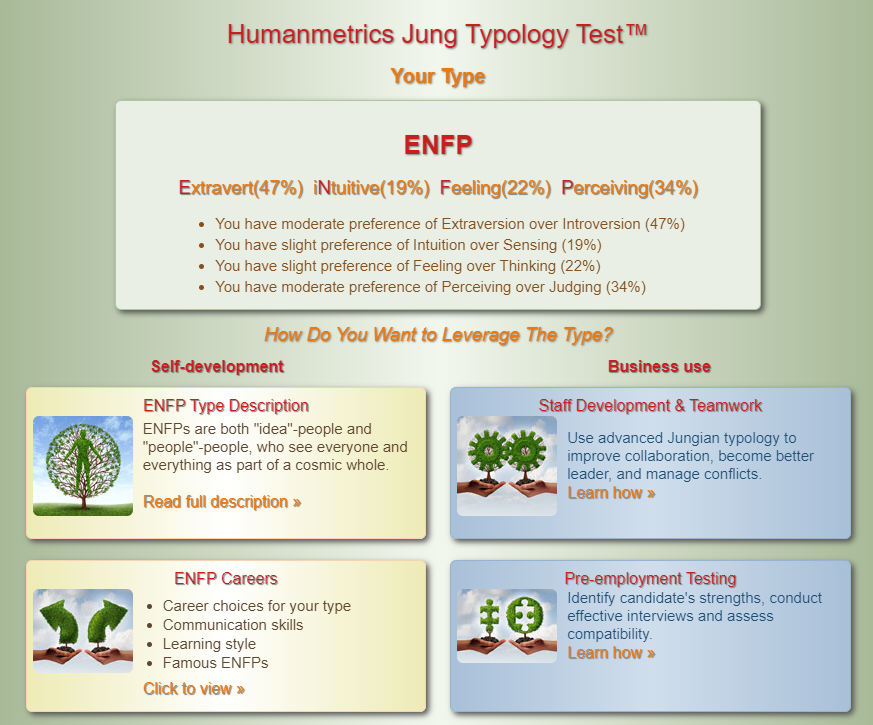 Humanmetrics Jung Typology Test™
Your Type
ENFP
Extravert(47%) iNtuitive(19%) Feeling(22%) Perceiving(34%)
• You have moderate preference of Extraversion over Introversion (47%)
• You have slight preference of Intuition over Sensing (19%)
• You have slight preference of Feeling over Thinking (22%)
• You have moderate preference of Perceiving over Judging (34%)
How Do You Want to Leverage The Type?
Self-development
ENFP Type Description
ENFPs are both "idea"-people and
"people"-people, who see everyone and
everything as part of a cosmic whole.
Read full description »
ENFP Careers
• Career choices for your type
• Communication skills
• Learning style
• Famous ENFPs
Click to view »
Business use
Staff Development & Teamwork
Use advanced Jungian typology to
improve collaboration, become better
leader, and manage conflicts.
Learn how »
Pre-employment Testing
Identify candidate's strengths, conduct
effective interviews and assess
compatibility.
Learn how »